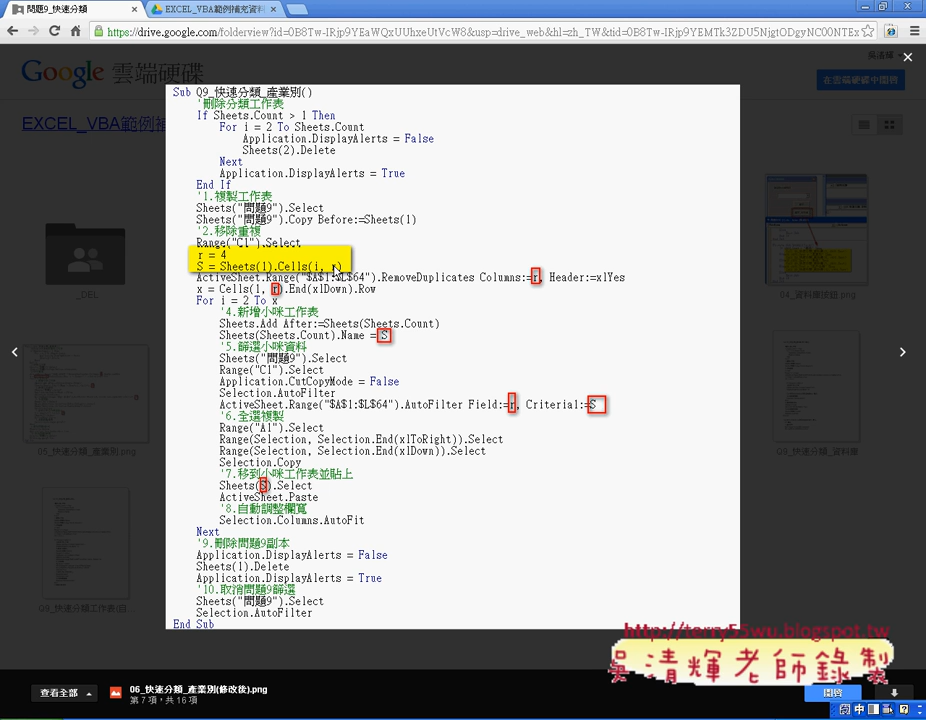 問題9_快速分類
EXCEL_VBA範例補充資料
https://drive.google.com/folderview?id=0B8Tw-IRjp9YEaWQxUUhxeUtVcW8&usp=drive_web&hl=zh_TW&tid=0B8Tw-IRjp9YEMTk3ZDU5NjgtODgyNC00NTEx
Google 雲端硬碟
在雲端硬碟中開啟
EXCEL_VBA範例補
Sub Q9_快速分類_產業別()
'刪除分類工作表
If Sheets.Count > 1 Then
For i = 2 To Sheets.Count
Application.DisplayAlerts = False
Sheets(2).Delete
Next
Application.DisplayAlerts = True
End If
'1.複製工作表
Sheets("問題9").Select
Sheets("問題9").Copy Before:=Sheets(1)
'2.移除重複
Range("C1").Select
r = 4
S = Sheets(1).Cells(i, r)
ActiveSheet.Range("$A$1:$L$64").RemoveDuplicates Columns:=r, Header:=xlYes
x = Cells(1, r).End(xlDown).Row
For i = 2 To x
'4.新增小咪工作表
Sheets.Add After:=Sheets(Sheets.Count)
Sheets(Sheets.Count).Name = S
'5.篩選小咪資料
Sheets("問題9").Select
Range("C1").Select
Application.CutCopyMode = False
Selection.AutoFilter
ActiveSheet.Range("$A$1:$L$64").AutoFilter Field:=r, Criteria1:=S
'6.全選複製
Range("A1").Select
Range(Selection, Selection.End(xlToRight)).Select
Range(Selection, Selection.End(xlDown)).Select
Selection.Copy
'7.移到小咪工作表並貼上
Sheets(S).Select
ActiveSheet.Paste
'8.自動調整欄寬
Selection.Columns.AutoFit
Next
'9.刪除問題9副本
Application.DisplayAlerts = False
Sheets(1).Delete
Application.DisplayAlerts = True
'10.取消問題9篩選
Sheets("問題9").Select
Selection.AutoFilter
End Sub
_DEL
04_資料庫按鈕.png
06_快速分類_產業別.png
Q9_快速分類_資料庫
Q9_快速分類工作表(自
http://terry55wu.blogspot.tw
吳清輝老師錄製
查看全部
06_快速分類_產業別(修改後).png
第 7 項，共 16 項
開啟
中